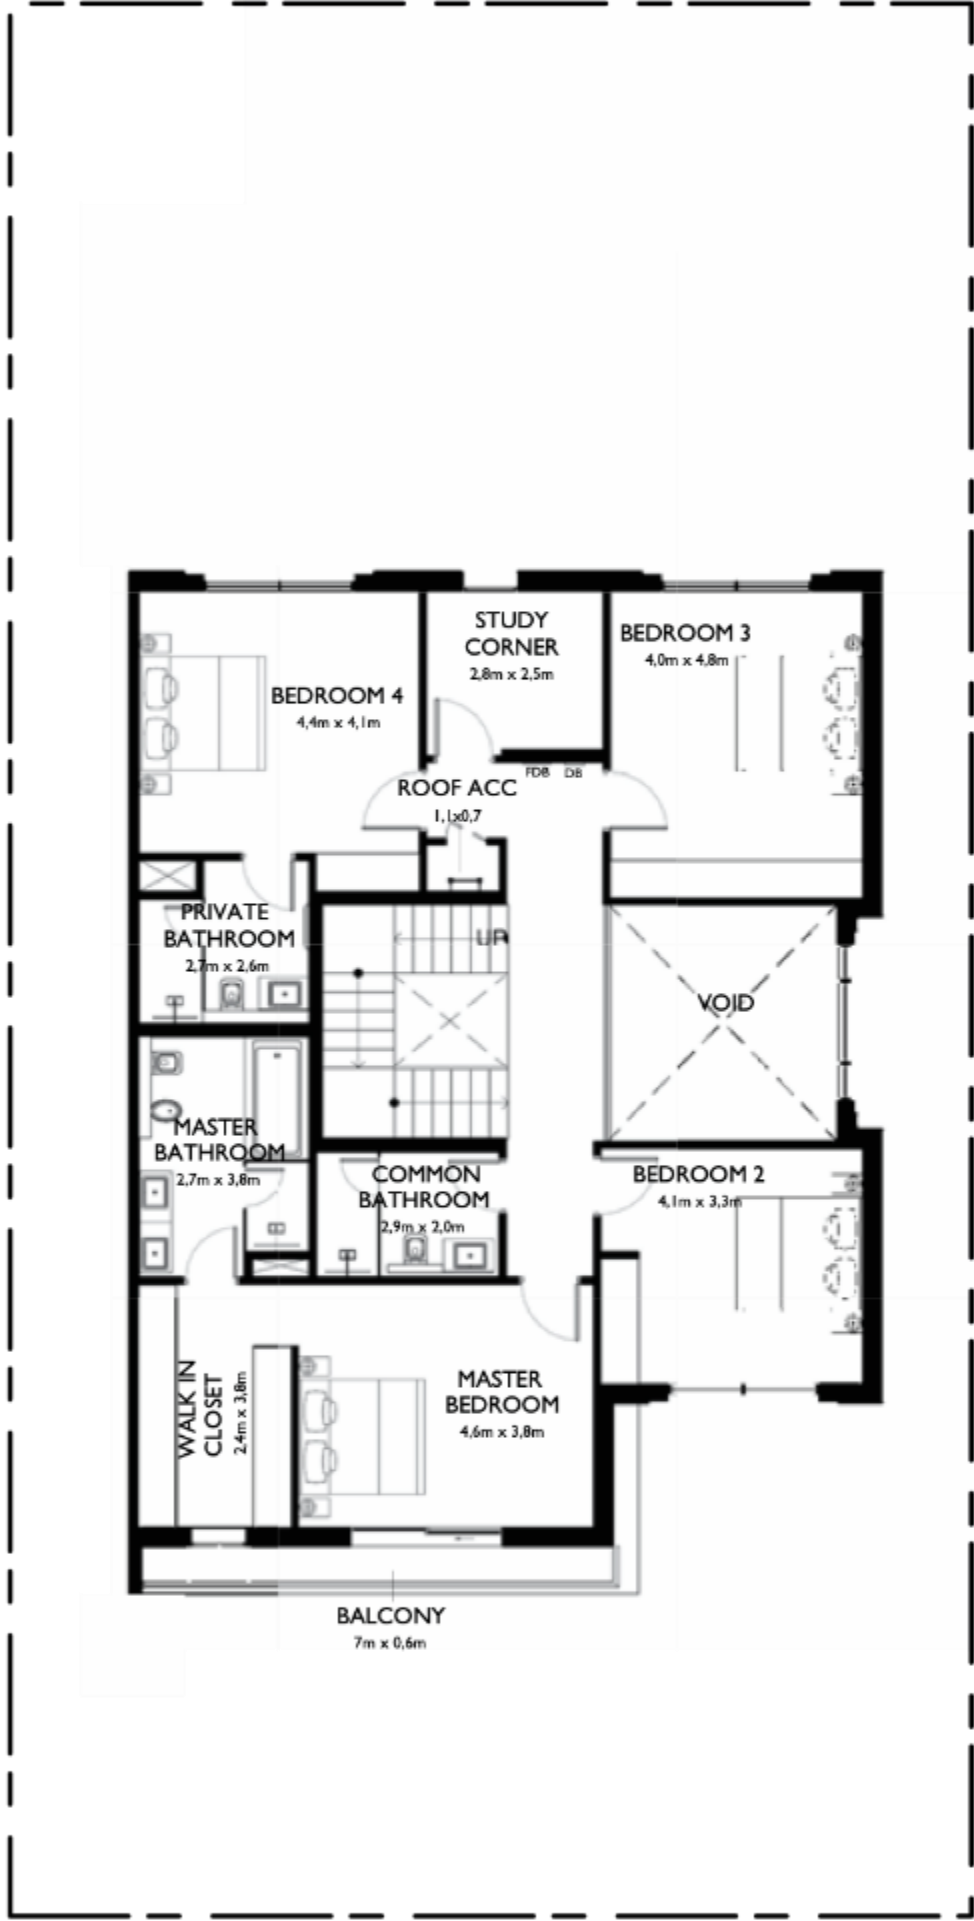 STUDY
CORNER
2,8m x 2,5m
BEDROOM 3
4,0m x 4,8m
BEDROOM 4
4,4m x 4,1m
FDB DB
ROOF ACC
1,1x0,7
PRIVATE
BATHROOM
2,7m x 2,6m
UP
VOID
MASTER
BATHROOM
2,7m x 3,8m
COMMON
BATHROOM
2,9m x 2,0m
BEDROOM 2
4,1m x 3,3m
WALK IN
CLOSET
2,4m x 3,8m
MASTER
BEDROOM
4,6m x 3,8m
BALCONY
7m x 0,6m